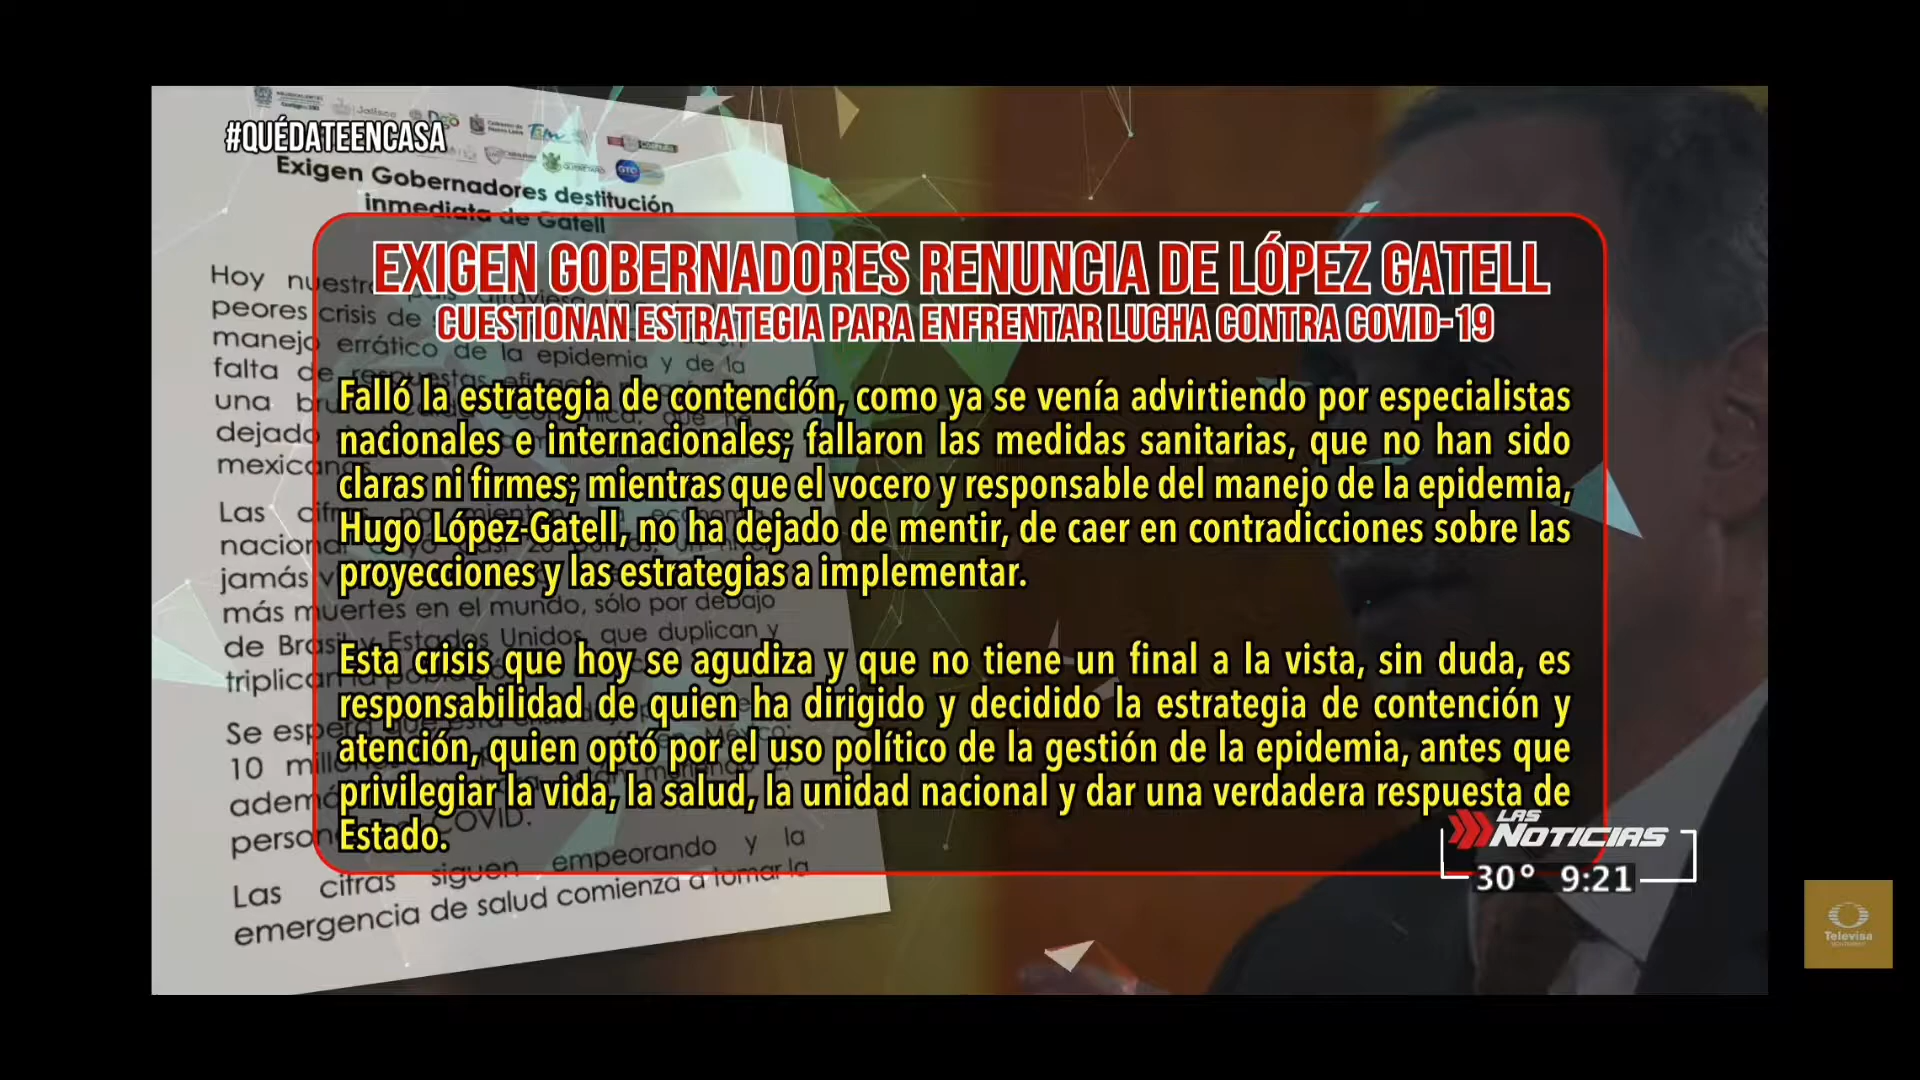 #QUÉDATEENCASA
Exigen Gobernadores destitución
inmediata de Gatell
EXIGEN GOBERNADORES RENUNCIA DE LÓPEZ GATELL
CUESTIONAN ESTRATEGIA PARA ENFRENTAR LUCHA CONTRA COVID-19
Falló la estrategia de contención, como ya se venía advirtiendo por especialistas
nacionales e internacionales; fallaron las medidas sanitarias, que no han sido
claras ni firmes; mientras que el vocero y responsable del manejo de la epidemia,
Hugo López-Gatell, no ha dejado de mentir, de caer en contradicciones sobre las
proyecciones y las estrategias a implementar.
Esta crisis que hoy se agudiza y que no tiene un final a la vista, sin duda, es
responsabilidad de quien ha dirigido y decidido la estrategia de contención y
atención, quien optó por el uso político de la gestión de la epidemia, antes que
privilegiar la vida, la salud, la unidad nacional y dar una verdadera respuesta de
Estado.
Hoy
peores crisis de
manejo errático de la epidemia y de la
falta de
una
dejado
Las
nacional
jamás
más muertes en el mundo, sólo por debajo
de Brasil y Estados Unidos, que duplican y
Se
10
COVID.
Las cifras siguen empeorando y la
emergencia de salud comienza a tomar la
LAS
NOTICIAS
30° 9:21
Televisa